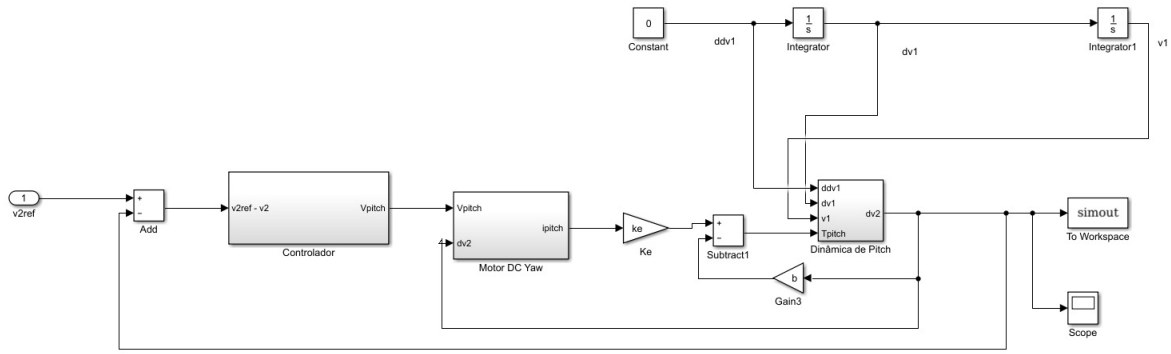 0
Constant
ddv1
1
s
Integrator
dv1
1
s
Integrator1
v1
1
v2ref
+
−
Add
v2ref - v2
Vpitch
Controlador
Vpitch
dv2
ipitch
Motor DC Yaw
ke
Ke
+
−
Subtract1
ddv1
dv1
v1
Tpitch
dv2
Dinâmica de Pitch
b
Gain3
simout
To Workspace
Scope